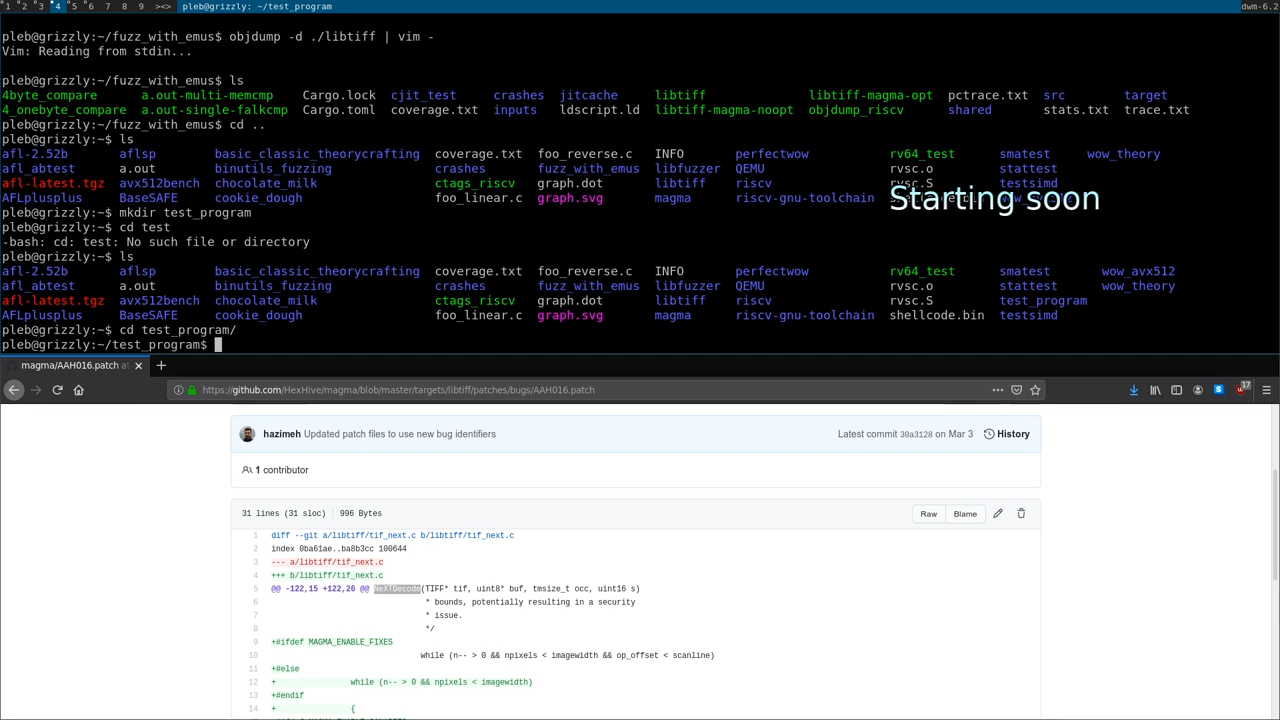 1 2 3 4 5 6 7 8 9 ><> pleb@grizzly: ~/test_program dwm-6.2
pleb@grizzly:~/fuzz_with_emus$ objdump -d ./libtiff | vim -
Vim: Reading from stdin...
pleb@grizzly:~/fuzz_with_emus$ ls
4byte_compare a.out-multi-memcmp Cargo.lock cjit_test crashes jitcache libtiff libtiff-magma-opt pctrace.txt src target
4_onebyte_compare a.out-single-falkcmp Cargo.toml coverage.txt inputs ldscript.ld libtiff-magma-noopt objdump_riscv shared stats.txt trace.txt
pleb@grizzly:~/fuzz_with_emus$ cd ..
pleb@grizzly:~$ ls
afl-2.52b aflsp basic_classic_theorycrafting coverage.txt foo_reverse.c INFO perfectwow rv64_test smatest wow_theory
afl_abtest a.out binutils_fuzzing crashes fuzz_with_emus libfuzzer QEMU rvsc.o stattest
afl-latest.tgz avx512bench chocolate_milk ctags_riscv graph.dot libtiff riscv rvsc.S testsimd
AFLplusplus BaseSAFE cookie_dough foo_linear.c graph.svg magma riscv-gnu-toolchain
Starting soon
pleb@grizzly:~$ mkdir test_program
pleb@grizzly:~$ cd test
-bash: cd: test: No such file or directory
pleb@grizzly:~$ ls
afl-2.52b aflsp basic_classic_theorycrafting coverage.txt foo_reverse.c INFO perfectwow rv64_test smatest wow_avx512
afl_abtest a.out binutils_fuzzing crashes fuzz_with_emus libfuzzer QEMU rvsc.o stattest wow_theory
afl-latest.tgz avx512bench chocolate_milk ctags_riscv graph.dot libtiff riscv rvsc.S test_program
AFLplusplus BaseSAFE cookie_dough foo_linear.c graph.svg magma riscv-gnu-toolchain shellcode.bin testsimd
pleb@grizzly:~$ cd test_program/
pleb@grizzly:~/test_program$
magma/AAH016.patch at
https://github.com/HexHive/magma/blob/master/targets/libtiff/patches/bugs/AAH016.patch 17
hazimeh Updated patch files to use new bug identifiers Latest commit 30a3128 on Mar 3 History
1 contributor
31 lines (31 sloc) 996 Bytes Raw Blame
1 diff --git a/libtiff/tif_next.c b/libtiff/tif_next.c
2 index 0ba61ae..ba8b3cc 100644
3 --- a/libtiff/tif_next.c
4 +++ b/libtiff/tif_next.c
5 @@ -122,15 +122,26 @@ NeXTDecode(TIFF* tif, uint8* buf, tmsize_t occ, uint16 s)
6 * bounds, potentially resulting in a security
7 * issue.
8 */
9 +#ifdef MAGMA_ENABLE_FIXES
10 while (n-- > 0 && npixels < imagewidth && op_offset < scanline)
11 +#else
12 + while (n-- > 0 && npixels < imagewidth)
13 +#endif
14 + {